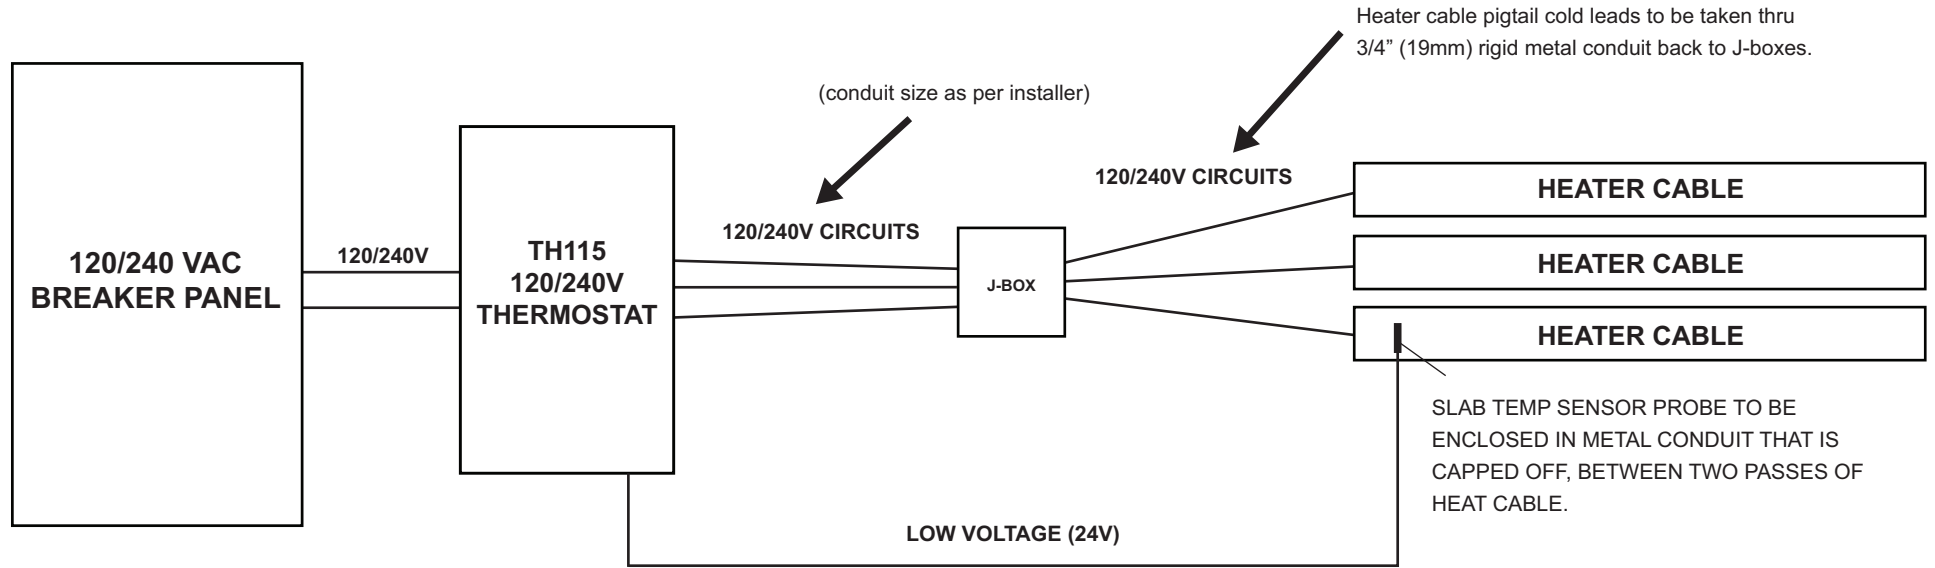 Heater cable pigtail cold leads to be taken thru
3/4” (19mm) rigid metal conduit back to J-boxes.
(conduit size as per installer)
120/240V CIRCUITS
HEATER CABLE
120/240V CIRCUITS
120/240 VAC
BREAKER PANEL
120/240V
TH115
120/240V
THERMOSTAT
J-BOX
HEATER CABLE
HEATER CABLE
SLAB TEMP SENSOR PROBE TO BE
ENCLOSED IN METAL CONDUIT THAT IS
CAPPED OFF, BETWEEN TWO PASSES OF
HEAT CABLE.
LOW VOLTAGE (24V)